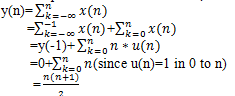 y(n)=∑_{k=−∞}^{n} x(n)
=∑_{k=−∞}^{−1} x(n)+∑_{k=0}^{n} x(n)
=y(-1)+∑_{k=0}^{n} n * u(n)
=0+∑_{k=0}^{n} n(since u(n)=1 in 0 to n)
=n(n+1)/2